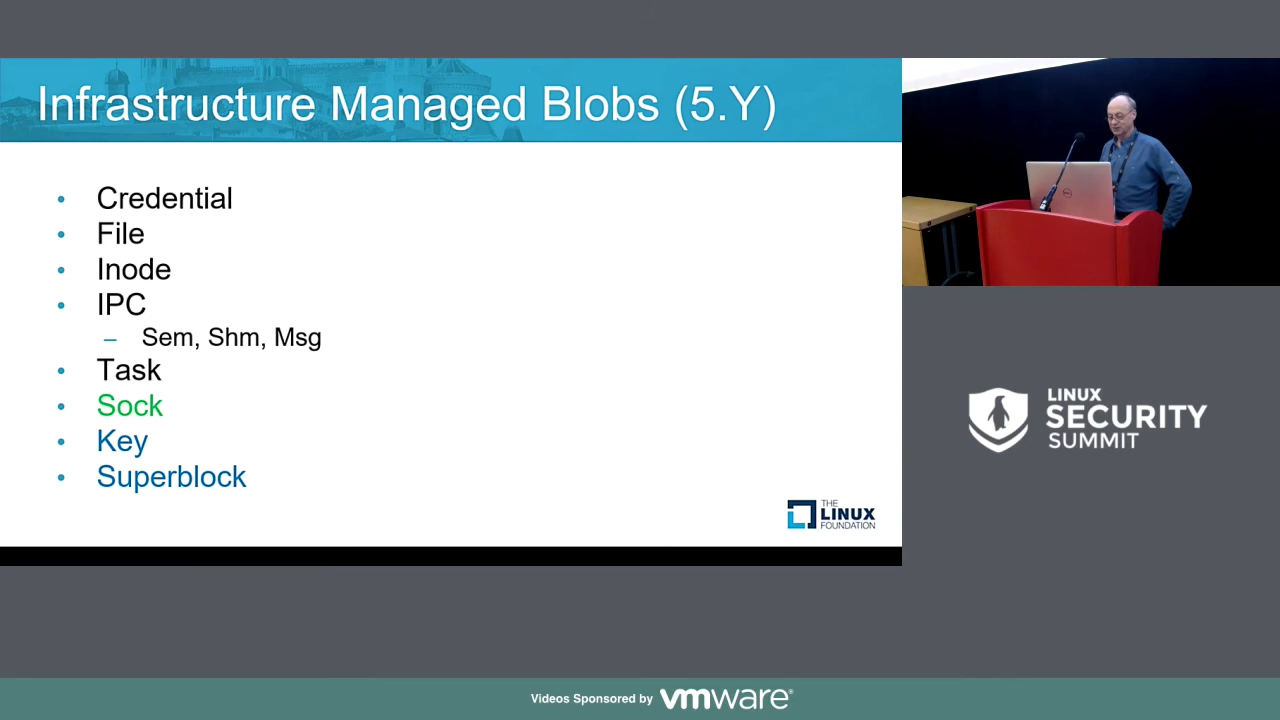 Infrastructure Managed Blobs (5.Y)
• Credential
• File
• Inode
• IPC
– Sem, Shm, Msg
• Task
• Sock
• Key
• Superblock
THE
LINUX
FOUNDATION
LINUX
SECURITY
SUMMIT
Videos Sponsored by vmware®